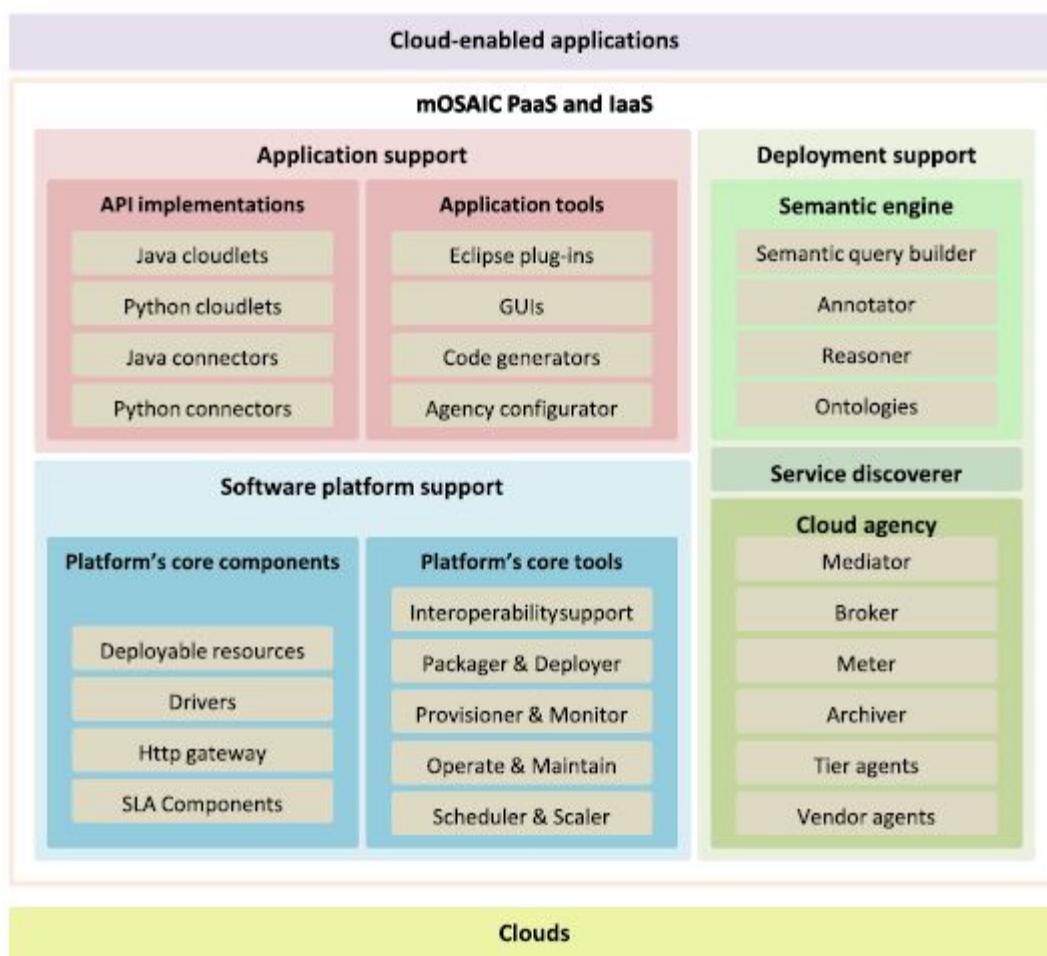 Cloud-enabled applications
mOSAIC PaaS and IaaS
Application support
API implementations
Java cloudlets
Python cloudlets
Java connectors
Python connectors
Application tools
Eclipse plug-ins
GUIs
Code generators
Agency configurator
Software platform support
Platform's core components
Deployable resources
Drivers
Http gateway
SLA Components
Platform's core tools
Interoperability support
Packager & Deployer
Provisioner & Monitor
Operate & Maintain
Scheduler & Scaler
Deployment support
Semantic engine
Semantic query builder
Annotator
Reasoner
Ontologies
Service discoverer
Cloud agency
Mediator
Broker
Meter
Archiver
Tier agents
Vendor agents
Clouds